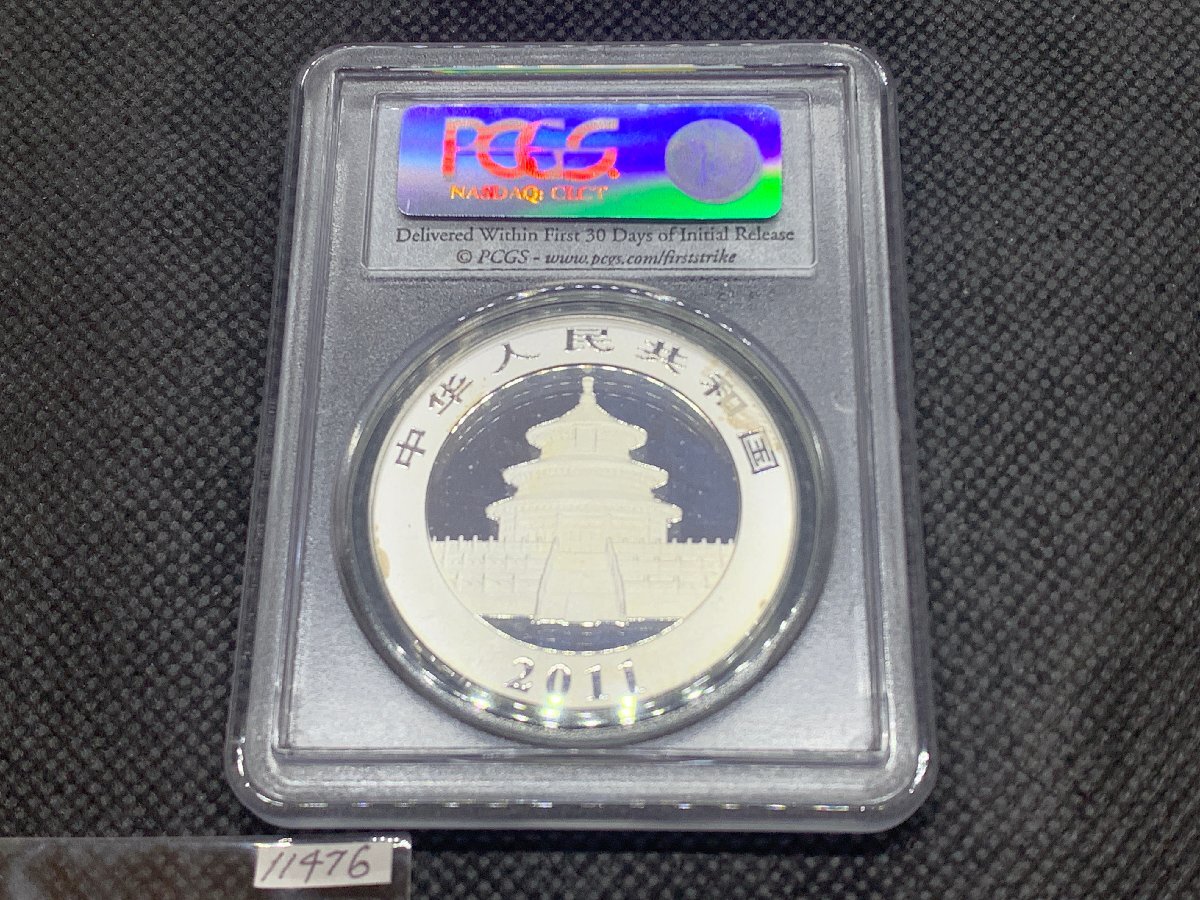 PCGS
NASDAQ: CLCT
Delivered Within First 30 Days of Initial Release
© PCGS - www.pcgs.com/firststrike
中华人民共和国
2011
11476